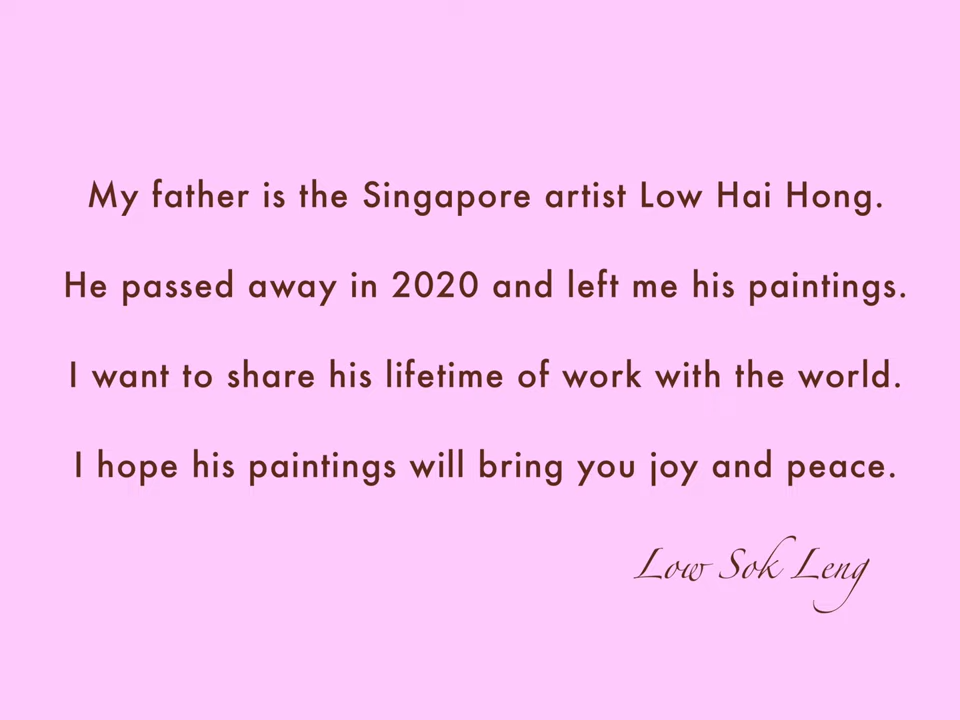 My father is the Singapore artist Low Hai Hong.
He passed away in 2020 and left me his paintings.
I want to share his lifetime of work with the world.
I hope his paintings will bring you joy and peace.
Low Sok Leng